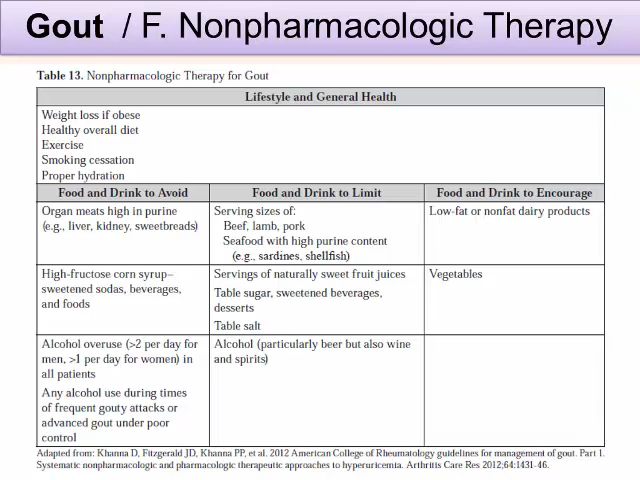 Gout / F. Nonpharmacologic Therapy
Table 13. Nonpharmacologic Therapy for Gout
Lifestyle and General Health
Weight loss if obese
Healthy overall diet
Exercise
Smoking cessation
Proper hydration
Food and Drink to Avoid
Food and Drink to Limit
Food and Drink to Encourage
Organ meats high in purine
(e.g., liver, kidney, sweetbreads)
Serving sizes of:
Beef, lamb, pork
Seafood with high purine content
(e.g., sardines, shellfish)
Low-fat or nonfat dairy products
High-fructose corn syrup–
sweetened sodas, beverages,
and foods
Servings of naturally sweet fruit juices
Table sugar, sweetened beverages,
desserts
Table salt
Vegetables
Alcohol overuse (>2 per day for
men, >1 per day for women) in
all patients
Any alcohol use during times
of frequent gouty attacks or
advanced gout under poor
control
Alcohol (particularly beer but also wine
and spirits)
Adapted from: Khanna D, Fitzgerald JD, Khanna PP, et al. 2012 American College of Rheumatology guidelines for management of gout. Part 1.
Systematic nonpharmacologic and pharmacologic therapeutic approaches to hyperuricemia. Arthritis Care Res 2012;64:1431-46.